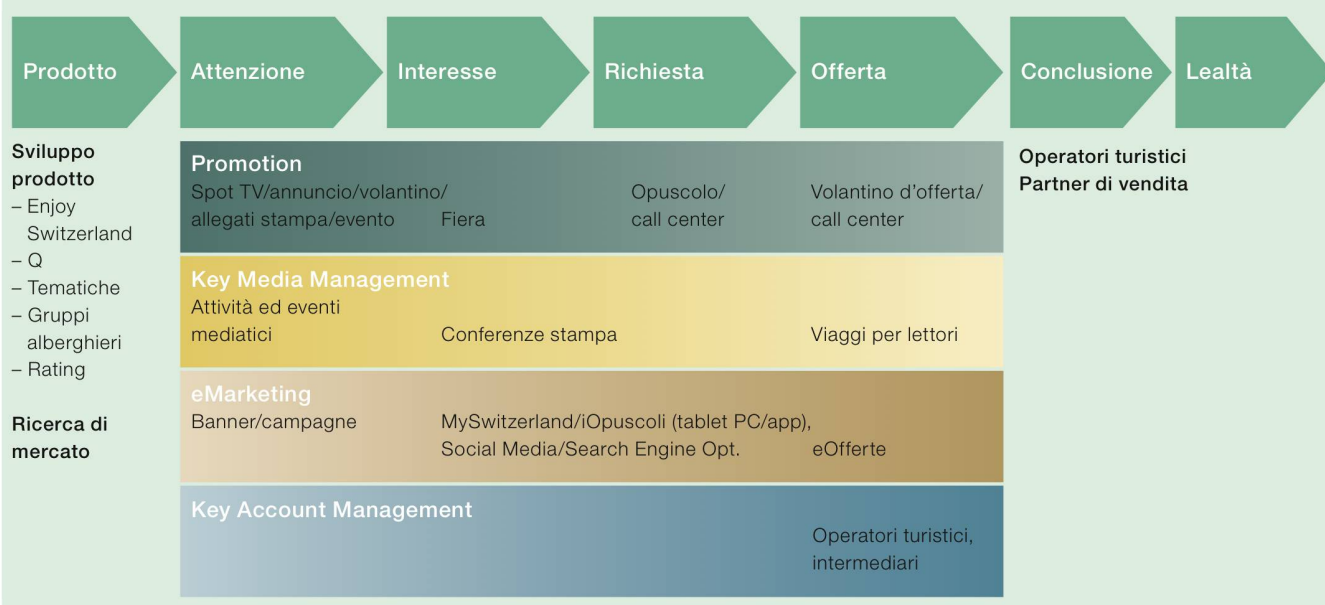 Prodotto
Attenzione
Interesse
Richiesta
Offerta
Conclusione
Lealtà
Sviluppo
prodotto
– Enjoy
Switzerland
– Q
– Tematiche
– Gruppi
alberghieri
– Rating
Ricerca di
mercato
Promotion
Spot TV/annuncio/volantino/
allegati stampa/evento
Fiera
Opuscolo/
call center
Volantino d’offerta/
call center
Key Media Management
Attività ed eventi
mediatici
Conferenze stampa
Viaggi per lettori
eMarketing
Banner/campagne
MySwitzerland/iOpuscoli (tablet PC/app),
Social Media/Search Engine Opt.
eOfferte
Key Account Management
Operatori turistici,
intermediari
Operatori turistici
Partner di vendita